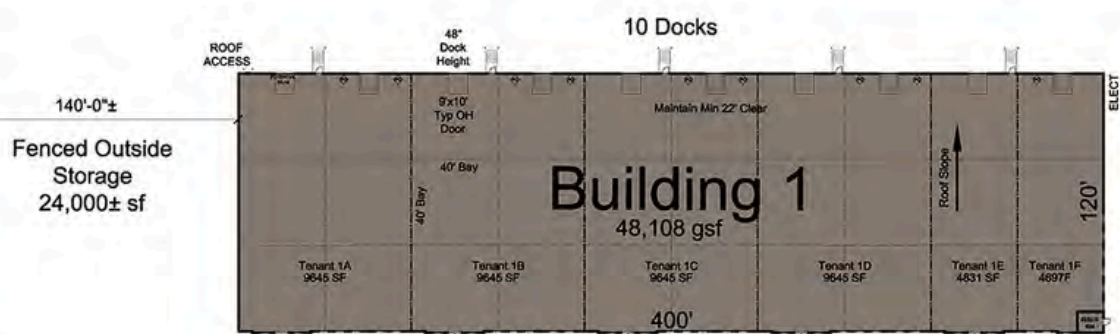 10 Docks
ROOF
ACCESS
48"
Dock
Height
140'-0"±
Fenced Outside
Storage
24,000± sf
9'x10'
Typ OH
Door
Maintain Min 22' Clear
ELECT
40' Bay
40' Bay
Building 1
48,108 gsf
Roof Slope
120'
Tenant 1A
9645 SF
Tenant 1B
9645 SF
Tenant 1C
9645 SF
Tenant 1D
9645 SF
Tenant 1E
4831 SF
Tenant 1F
4697F
400'